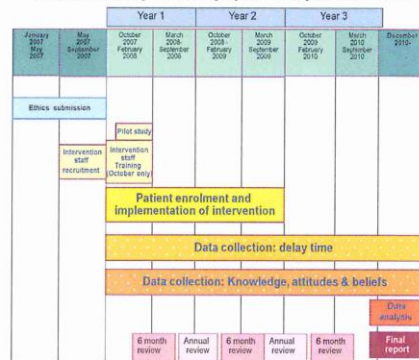 Year 1 Year 2 Year 3
January 2007 May 2007
May 2007 September 2007
October 2007 February 2008
March 2008- September 2008
October 2008- February 2009
March 2009 September 2009
October 2009 February 2010
March 2010 September 2010
December 2010-
Ethics submission
Pilot study
Intervention staff recruitment
Intervention staff Training (October only)
Patient enrolment and
implementation of intervention
Data collection: delay time
Data collection: Knowledge, attitudes & beliefs
Data analysis
6 month review
Annual review
6 month review
Annual review
6 month review
Final report